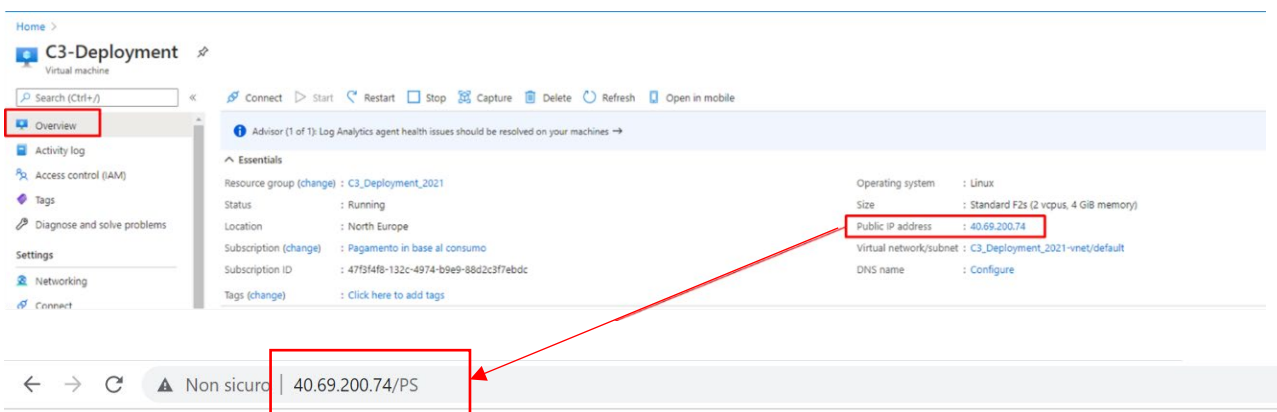 Home >
C3-Deployment
Virtual machine
Search (Ctrl+/)
«
Connect Start Restart Stop Capture Delete Refresh Open in mobile
Overview
Activity log
Access control (IAM)
Tags
Diagnose and solve problems
Settings
Networking
Connect
Advisor (1 of 1): Log Analytics agent health issues should be resolved on your machines →
Essentials
Resource group (change) : C3_Deployment_2021
Status : Running
Location : North Europe
Subscription (change) : Pagamento in base al consumo
Subscription ID : 47f3f4f8-132c-4974-b9e9-88d2c3f7ebdc
Tags (change) : Click here to add tags
Operating system : Linux
Size : Standard F2s (2 vcpus, 4 GiB memory)
Public IP address : 40.69.200.74
Virtual network/subnet : C3_Deployment_2021-vnet/default
DNS name : Configure
Non sicuro | 40.69.200.74/PS